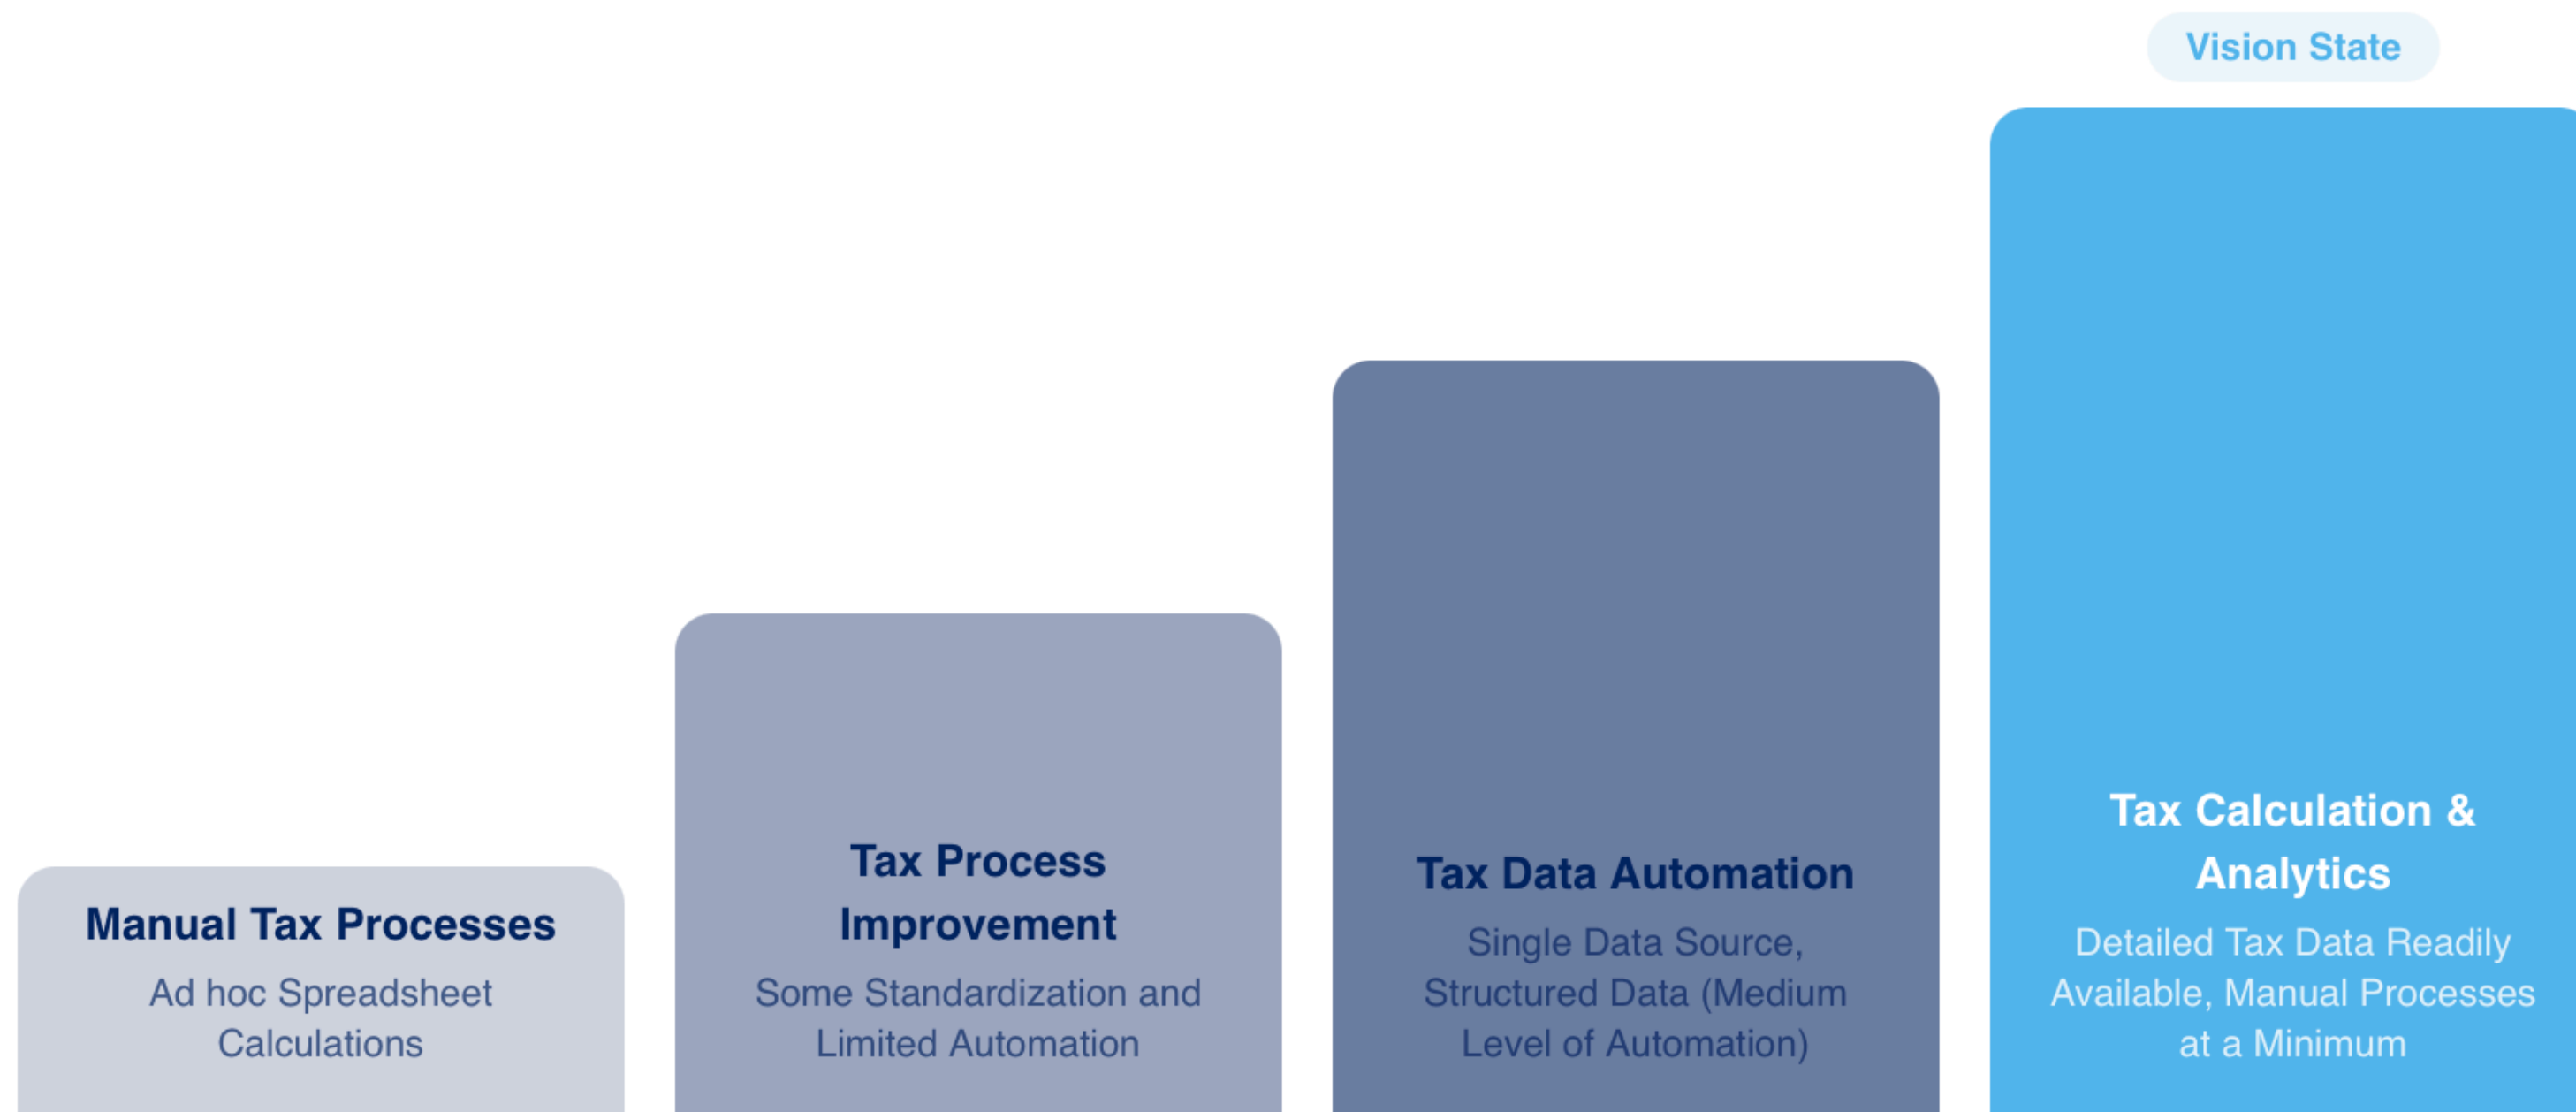 Vision State
Manual Tax Processes
Ad hoc Spreadsheet
Calculations
Tax Process
Improvement
Some Standardization and
Limited Automation
Tax Data Automation
Single Data Source,
Structured Data (Medium
Level of Automation)
Tax Calculation &
Analytics
Detailed Tax Data Readily
Available, Manual Processes
at a Minimum